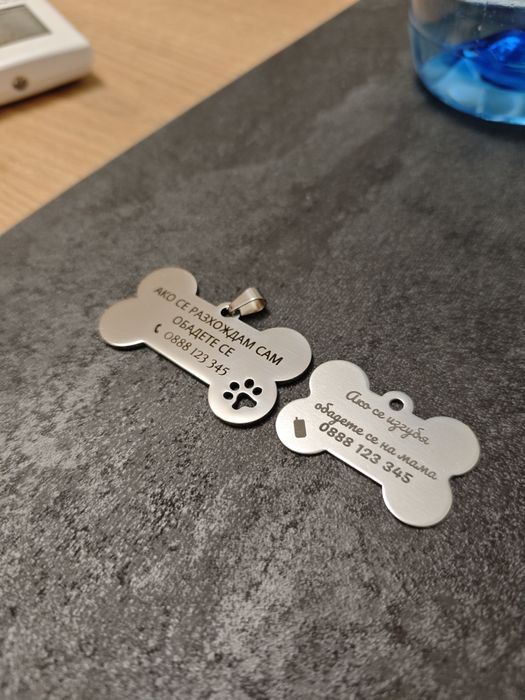 АКО СЕ РАЗХОЖДАМ САМ
ОБАДЕТЕ СЕ
0888 123 345
Ако се изгубя
обадете се на мама
0888 123 345